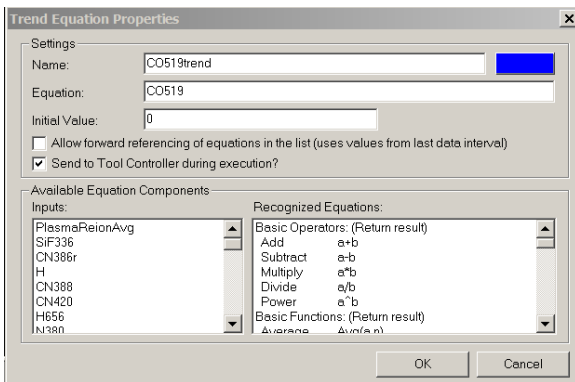 Trend Equation Properties
Settings
Name: CO519trend
Equation: CO519
Initial Value: 0
Allow forward referencing of equations in the list (uses values from last data interval)
Send to Tool Controller during execution?
Available Equation Components
Inputs: Recognized Equations:
PlasmaReionAvg Basic Operators: (Return result)
SiF336 Add a+b
CN386r Subtract a-b
H Multiply a*b
CN388 Divide a/b
CN420 Power a^b
H656 Basic Functions: (Return result)
N380 Average Avg(a,n)
OK Cancel